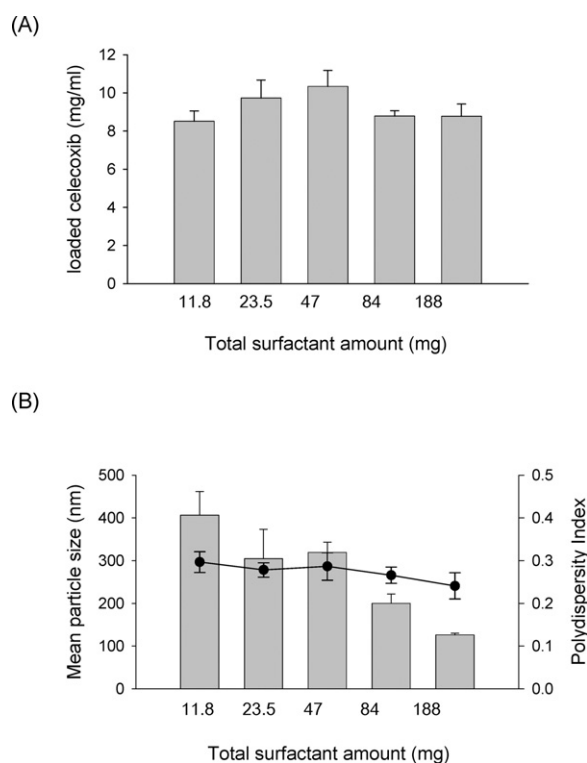 (A)
loaded celecoxib (mg/ml)
12
10
8
6
4
2
0
11.8 23.5 47 84 188
Total surfactant amount (mg)
(B)
Mean particle size (nm)
500
400
300
200
100
0
0.5
0.4
0.3
0.2
0.1
0.0
Polydispersity Index
11.8 23.5 47 84 188
Total surfactant amount (mg)